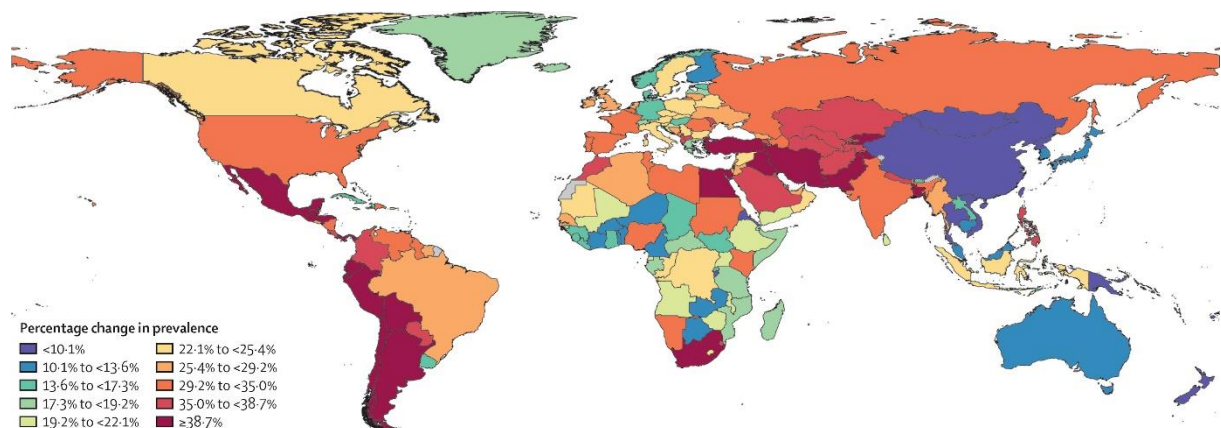 Percentage change in prevalence
<10·1%
10·1% to <13·6%
13·6% to <17·3%
17·3% to <19·2%
19·2% to <22·1%
22·1% to <25·4%
25·4% to <29·2%
29·2% to <35·0%
35·0% to <38·7%
≥38·7%